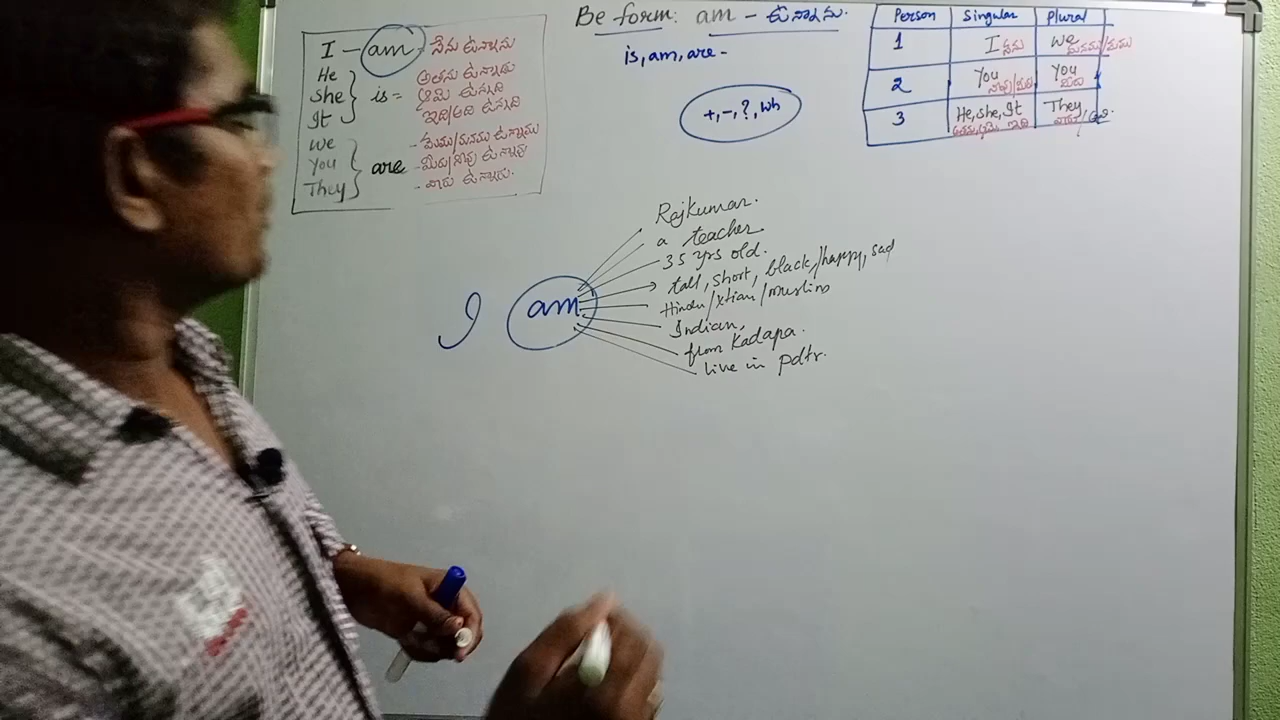 I – am - నేను ఉన్నాను
He
She
It
is =
అతను ఉన్నాడు
ఆమె ఉన్నది
ఇది/అది ఉన్నది
We
You
They
are
- మేము/మనము ఉన్నాము
- మీరు/నీవు ఉన్నావు
- వారు ఉన్నారు.
Be form: am - ఉన్నాను.
is, am, are -
+, -, ?, wh
Person Singular Plural
1 I నేను We మేము/మనము
2 You నీవు/మీరు You మీరు
3 He, She, It అతను, ఆమె, ఇది They వారు/
I am
Rajkumar.
a teacher.
35 yrs old.
tall, short, black/happy, sad
Hindu/xtian/muslim
Indian,
from Kadapa.
live in pdtr.